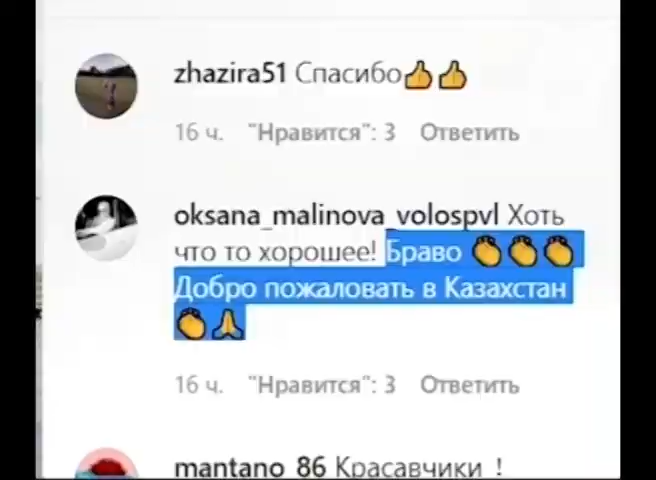 zhazira51 Спасибо👍👍
16 ч. "Нравится": 3 Ответить
oksana_malinova_volospvl Хоть
что то хорошее! Браво 👏👏👏
Добро пожаловать в Казахстан
👏🙏
16 ч. "Нравится": 3 Ответить
mantano_86 Красавчики !